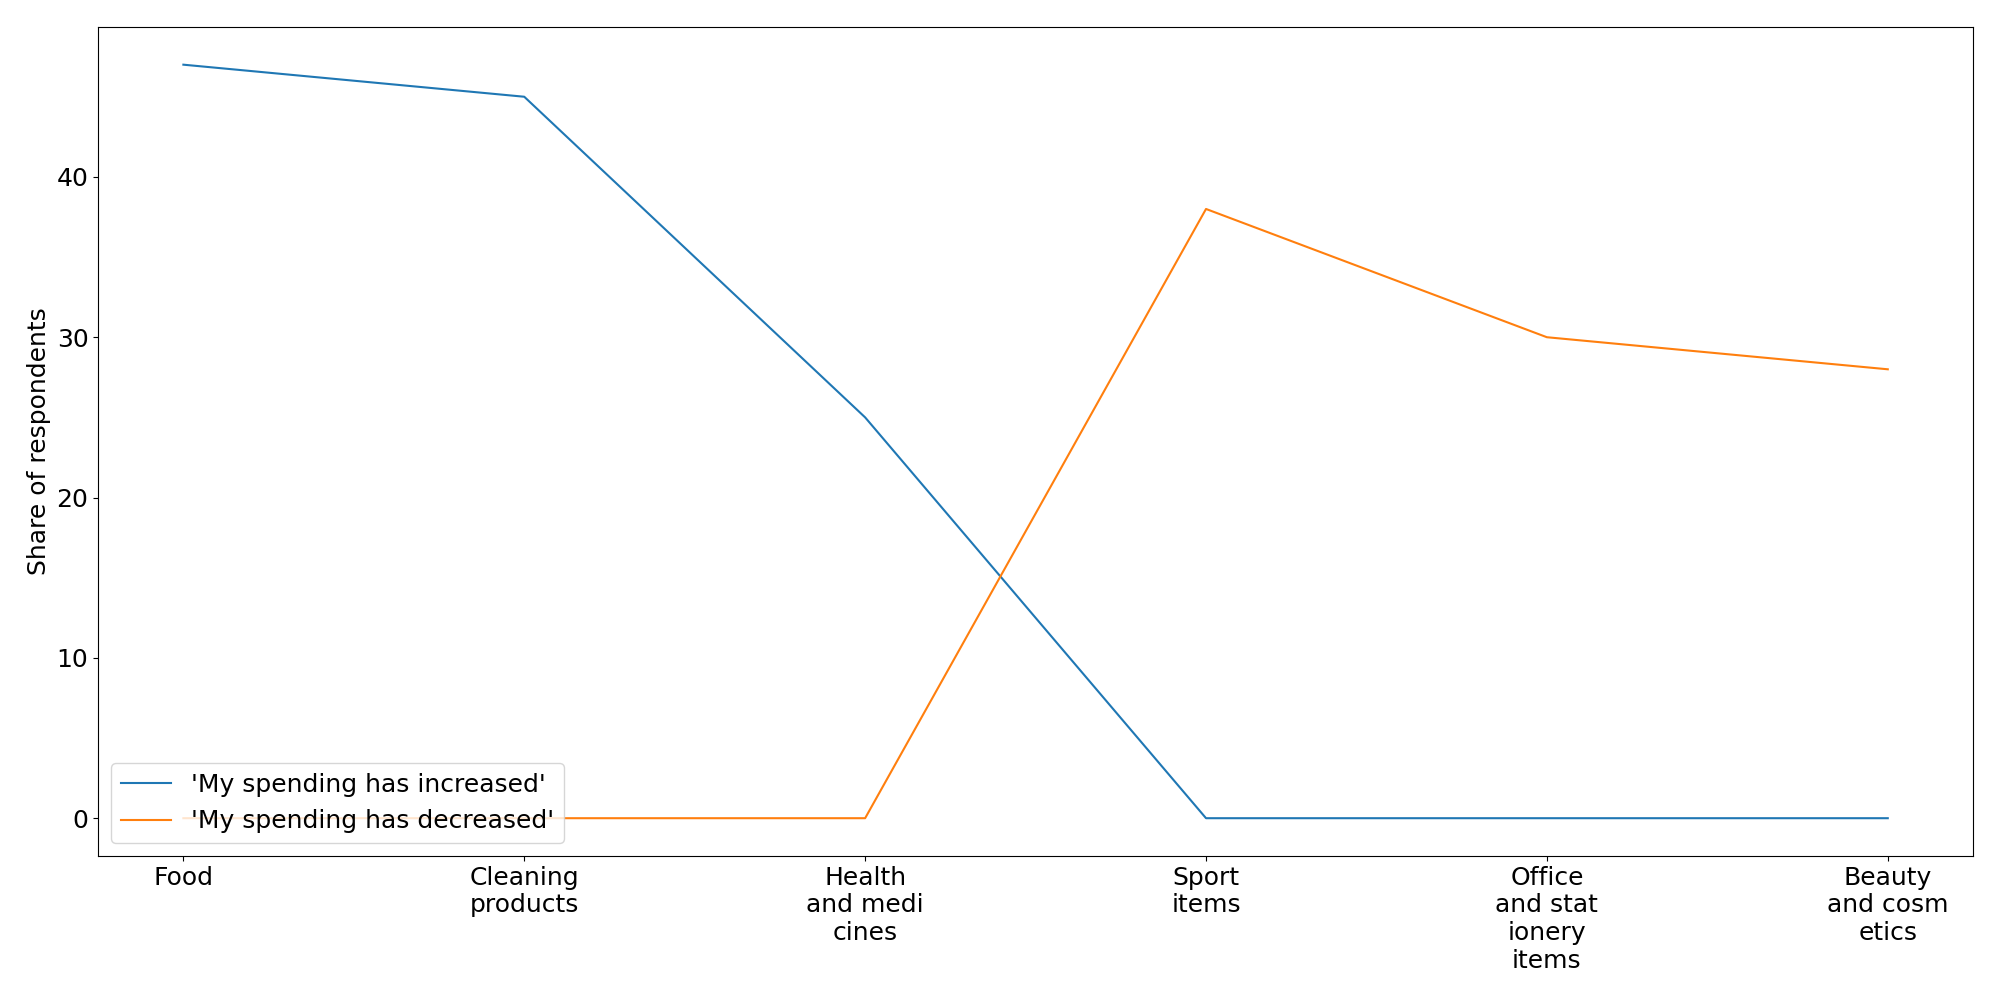 Share of respondents
40
30
20
10
0
'My spending has increased'
'My spending has decreased'
Food
Cleaning
products
Health
and medi
cines
Sport
items
Office
and stat
ionery
items
Beauty
and cosm
etics